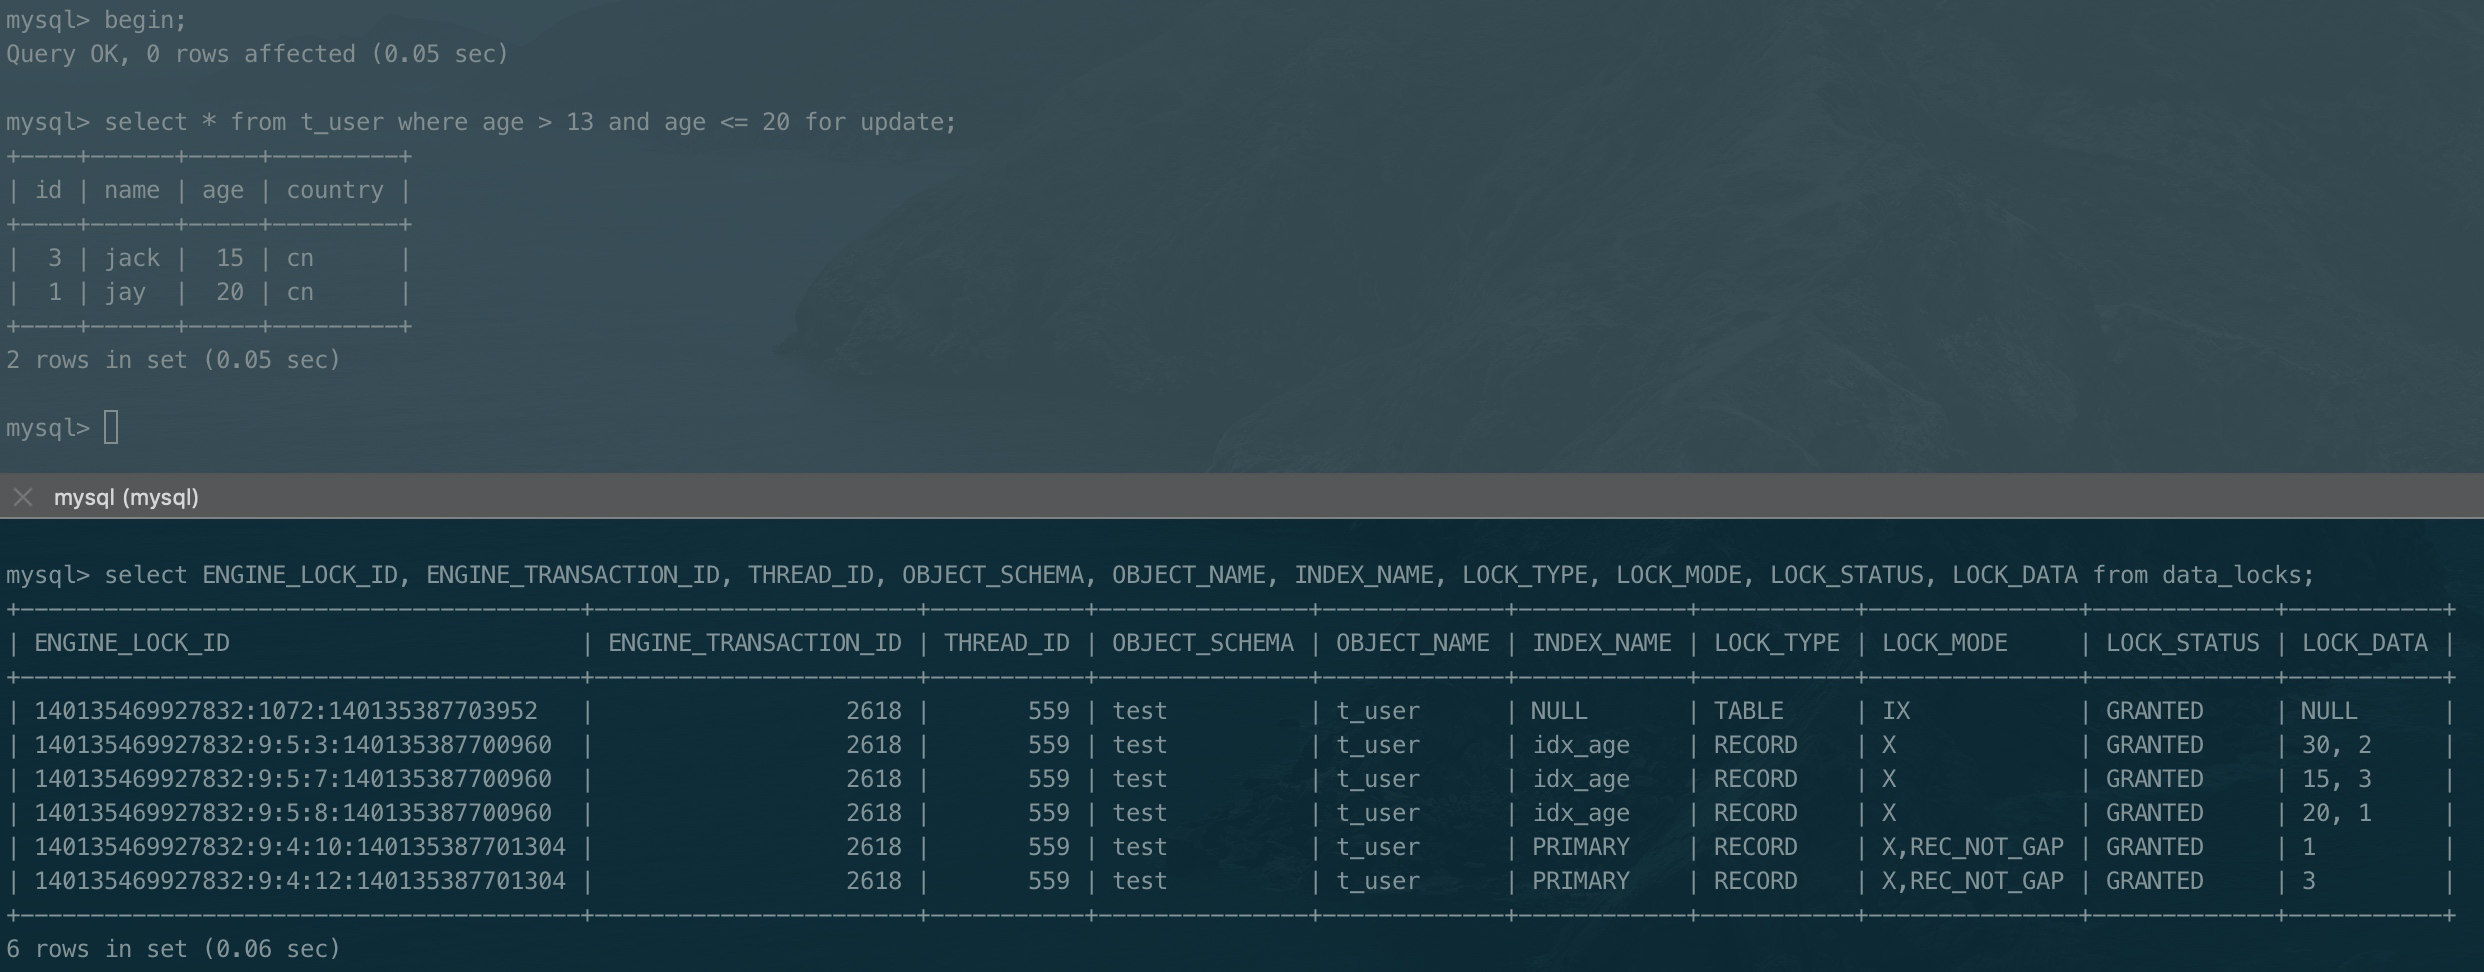 mysql> begin;
Query OK, 0 rows affected (0.05 sec)
mysql> select * from t_user where age > 13 and age <= 20 for update;
+----+------+-----+---------+
| id | name | age | country |
+----+------+-----+---------+
|  3 | jack |  15 | cn      |
|  1 | jay  |  20 | cn      |
+----+------+-----+---------+
2 rows in set (0.05 sec)
mysql>
mysql (mysql)
mysql> select ENGINE_LOCK_ID, ENGINE_TRANSACTION_ID, THREAD_ID, OBJECT_SCHEMA, OBJECT_NAME, INDEX_NAME, LOCK_TYPE, LOCK_MODE, LOCK_STATUS, LOCK_DATA from data_locks;
+----------------------------------------+-----------------------+-----------+---------------+-------------+------------+-----------+---------------+-------------+-----------+
| ENGINE_LOCK_ID                         | ENGINE_TRANSACTION_ID | THREAD_ID | OBJECT_SCHEMA | OBJECT_NAME | INDEX_NAME | LOCK_TYPE | LOCK_MODE     | LOCK_STATUS | LOCK_DATA |
+----------------------------------------+-----------------------+-----------+---------------+-------------+------------+-----------+---------------+-------------+-----------+
| 140135469927832:1072:140135387703952   |                  2618 |       559 | test          | t_user      | NULL       | TABLE     | IX            | GRANTED     | NULL      |
| 140135469927832:9:5:3:140135387700960  |                  2618 |       559 | test          | t_user      | idx_age    | RECORD    | X             | GRANTED     | 30, 2     |
| 140135469927832:9:5:7:140135387700960  |                  2618 |       559 | test          | t_user      | idx_age    | RECORD    | X             | GRANTED     | 15, 3     |
| 140135469927832:9:5:8:140135387700960  |                  2618 |       559 | test          | t_user      | idx_age    | RECORD    | X             | GRANTED     | 20, 1     |
| 140135469927832:9:4:10:140135387701304 |                  2618 |       559 | test          | t_user      | PRIMARY    | RECORD    | X,REC_NOT_GAP | GRANTED     | 1         |
| 140135469927832:9:4:12:140135387701304 |                  2618 |       559 | test          | t_user      | PRIMARY    | RECORD    | X,REC_NOT_GAP | GRANTED     | 3         |
+----------------------------------------+-----------------------+-----------+---------------+-------------+------------+-----------+---------------+-------------+-----------+
6 rows in set (0.06 sec)